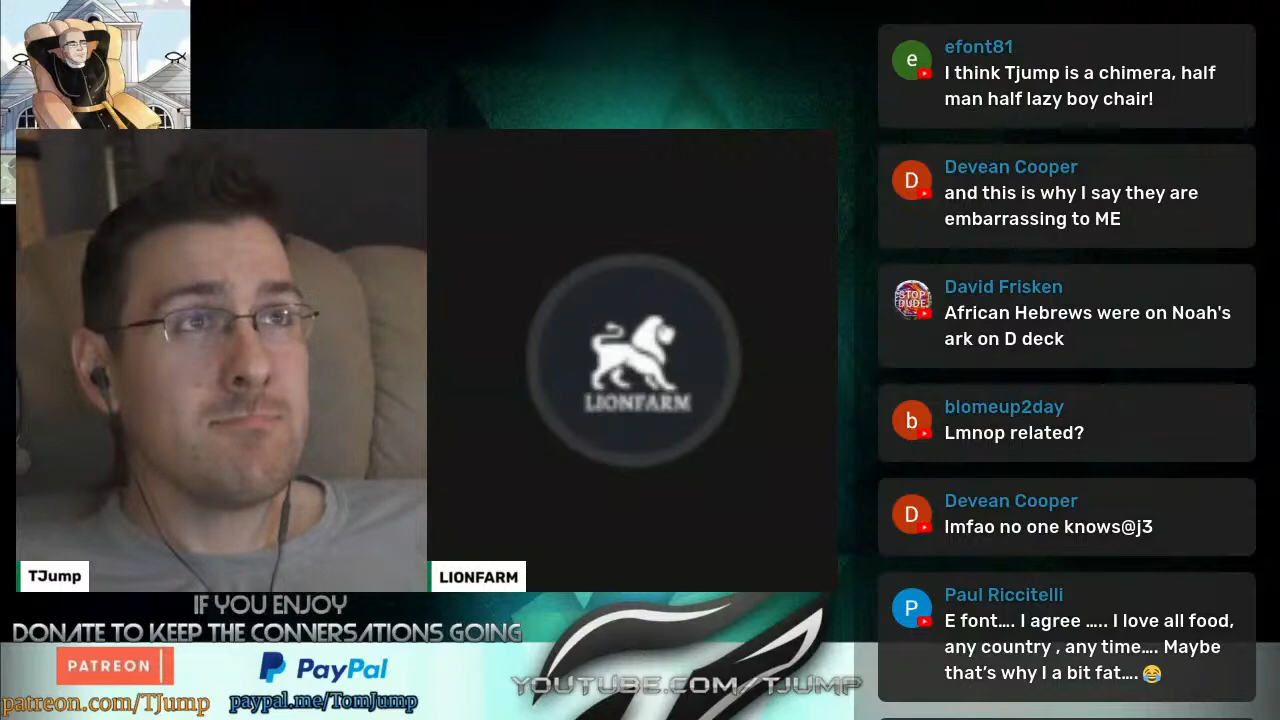 efont81
I think Tjump is a chimera, half
man half lazy boy chair!
D
Devean Cooper
and this is why I say they are
embarrassing to ME
STOP
DUDE
David Frisken
African Hebrews were on Noah's
ark on D deck
b
blomeup2day
Lmnop related?
D
Devean Cooper
lmfao no one knows@j3
P
Paul Riccitelli
E font…. I agree ….. I love all food,
any country , any time…. Maybe
that’s why I a bit fat…. 😂
e
LIONFARM
TJump
LIONFARM
IF YOU ENJOY
DONATE TO KEEP THE CONVERSATIONS GOING
PATREON
PayPal
patreon.com/TJump
paypal.me/TomJump
YOUTUBE.COM/TJUMP